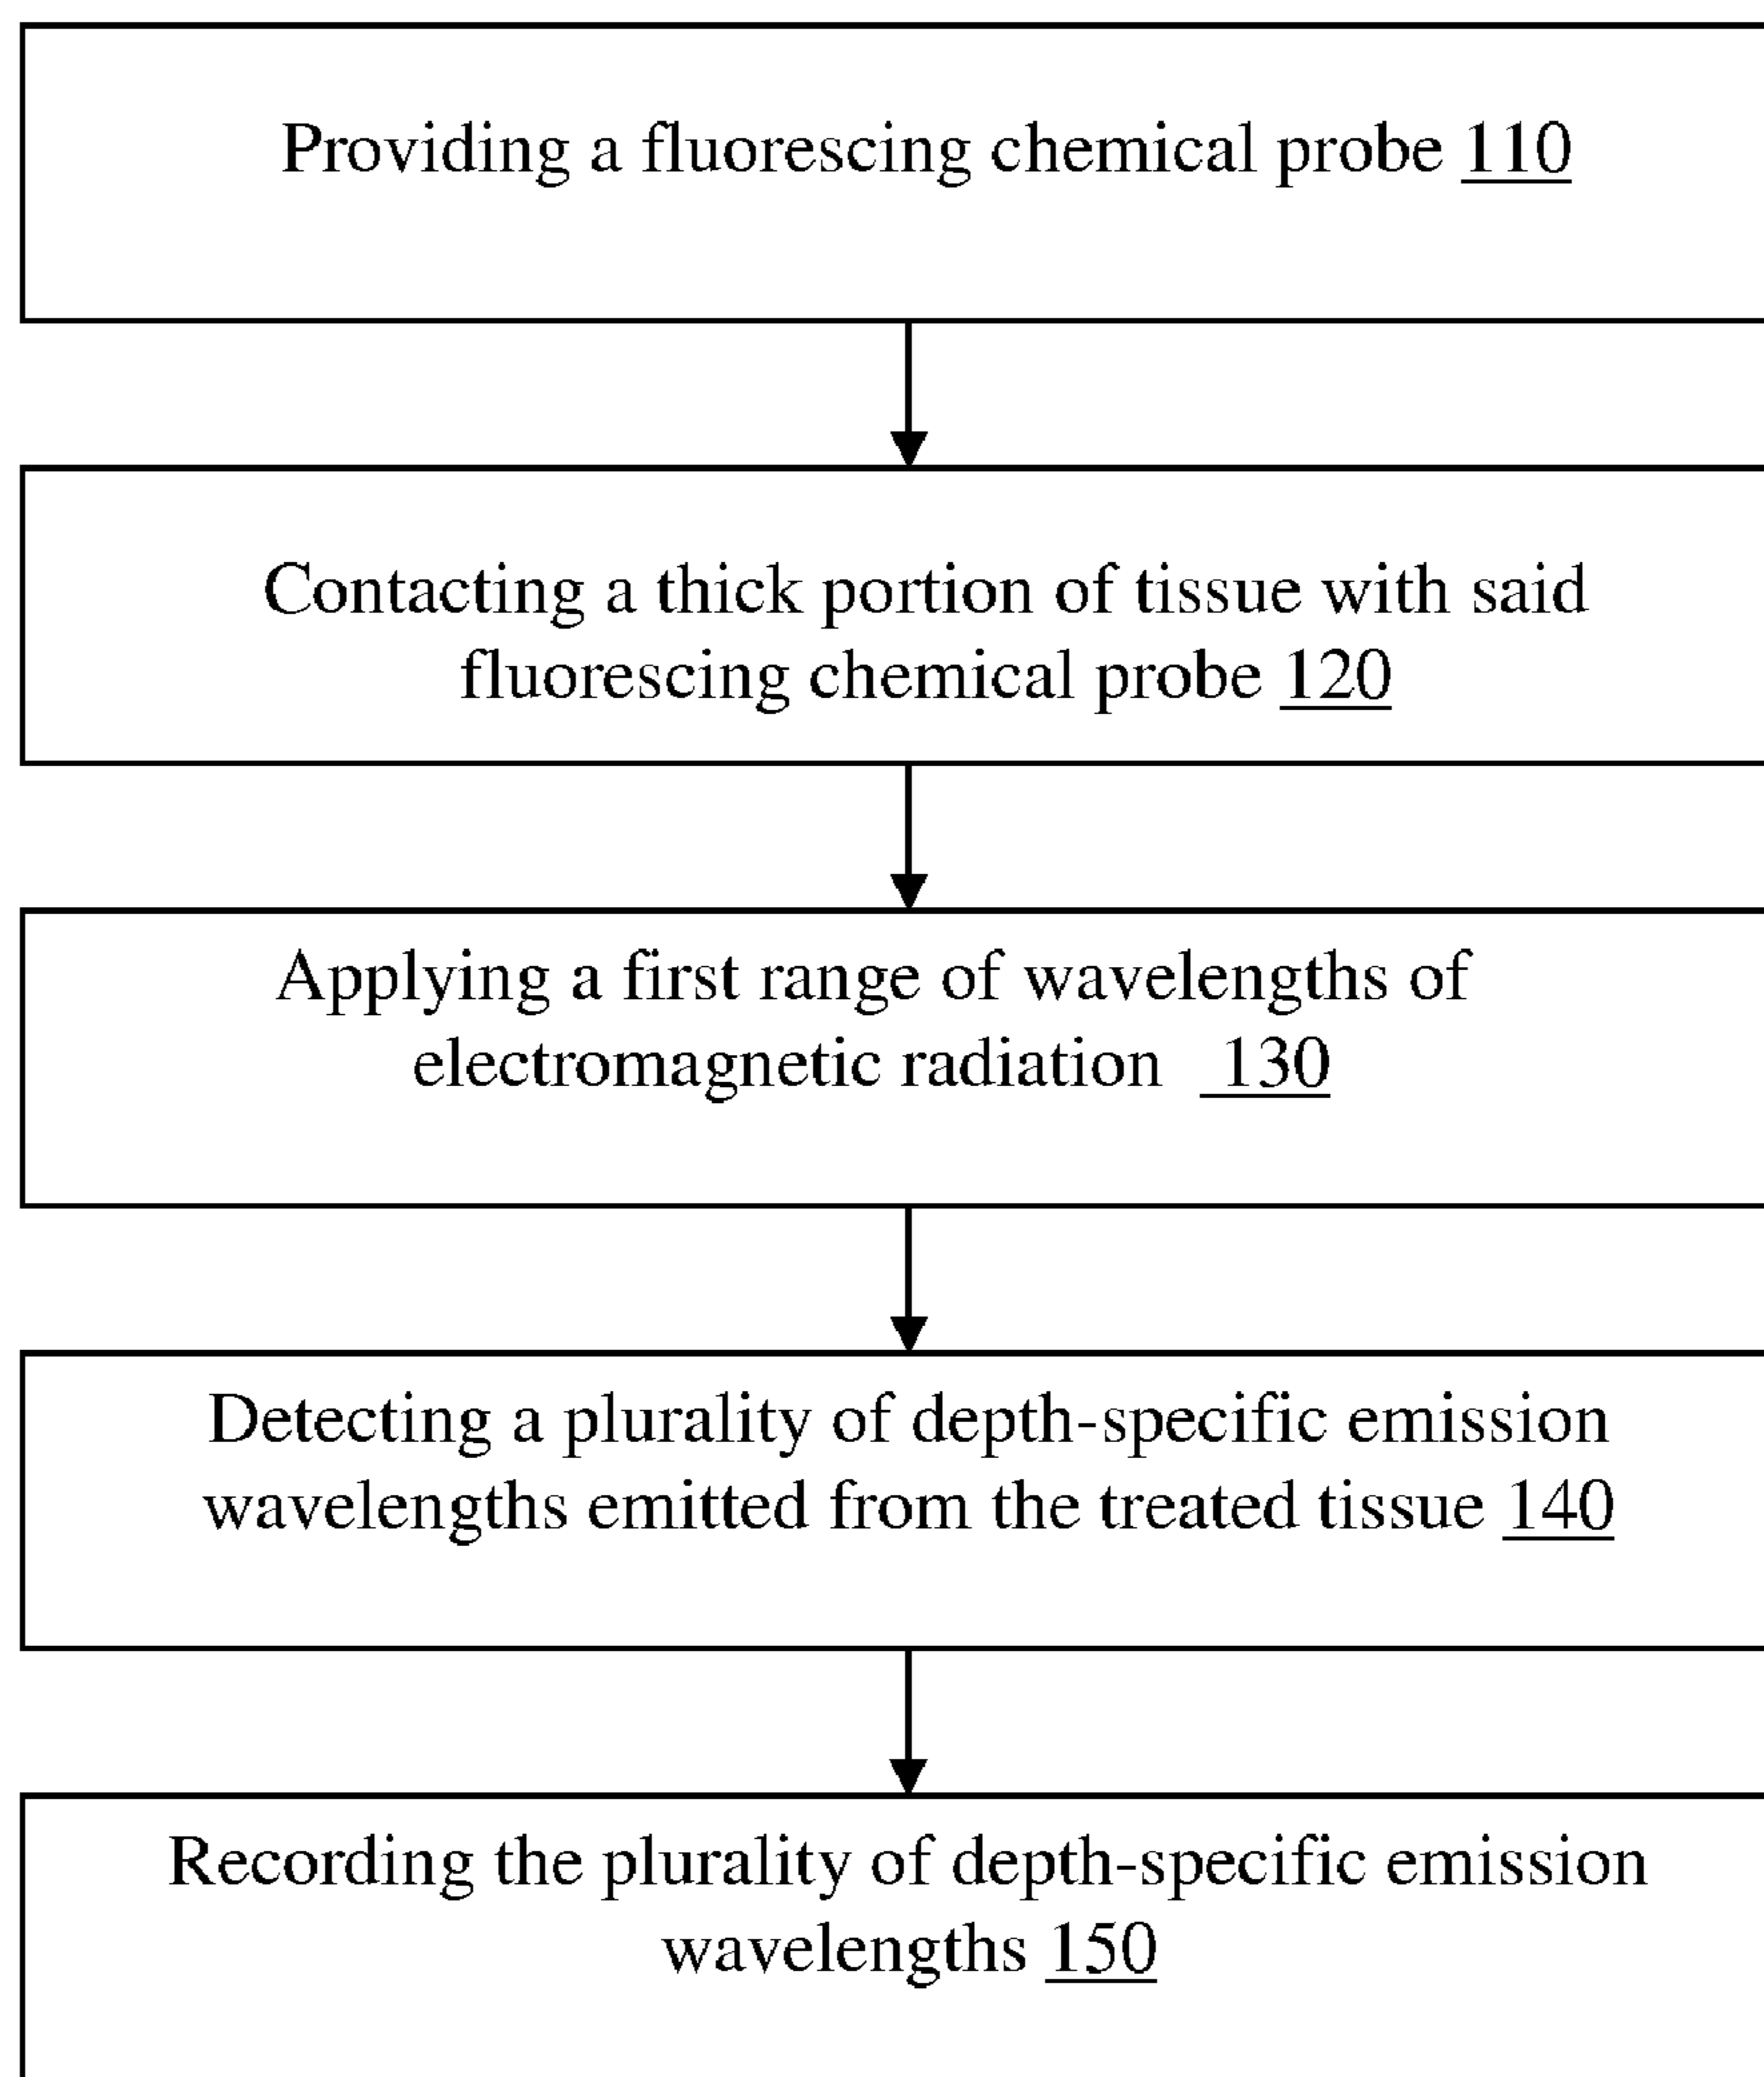 Providing a fluorescing chemical probe 110
Contacting a thick portion of tissue with said
fluorescing chemical probe 120
Applying a first range of wavelengths of
electromagnetic radiation 130
Detecting a plurality of depth-specific emission
wavelengths emitted from the treated tissue 140
Recording the plurality of depth-specific emission
wavelengths 150